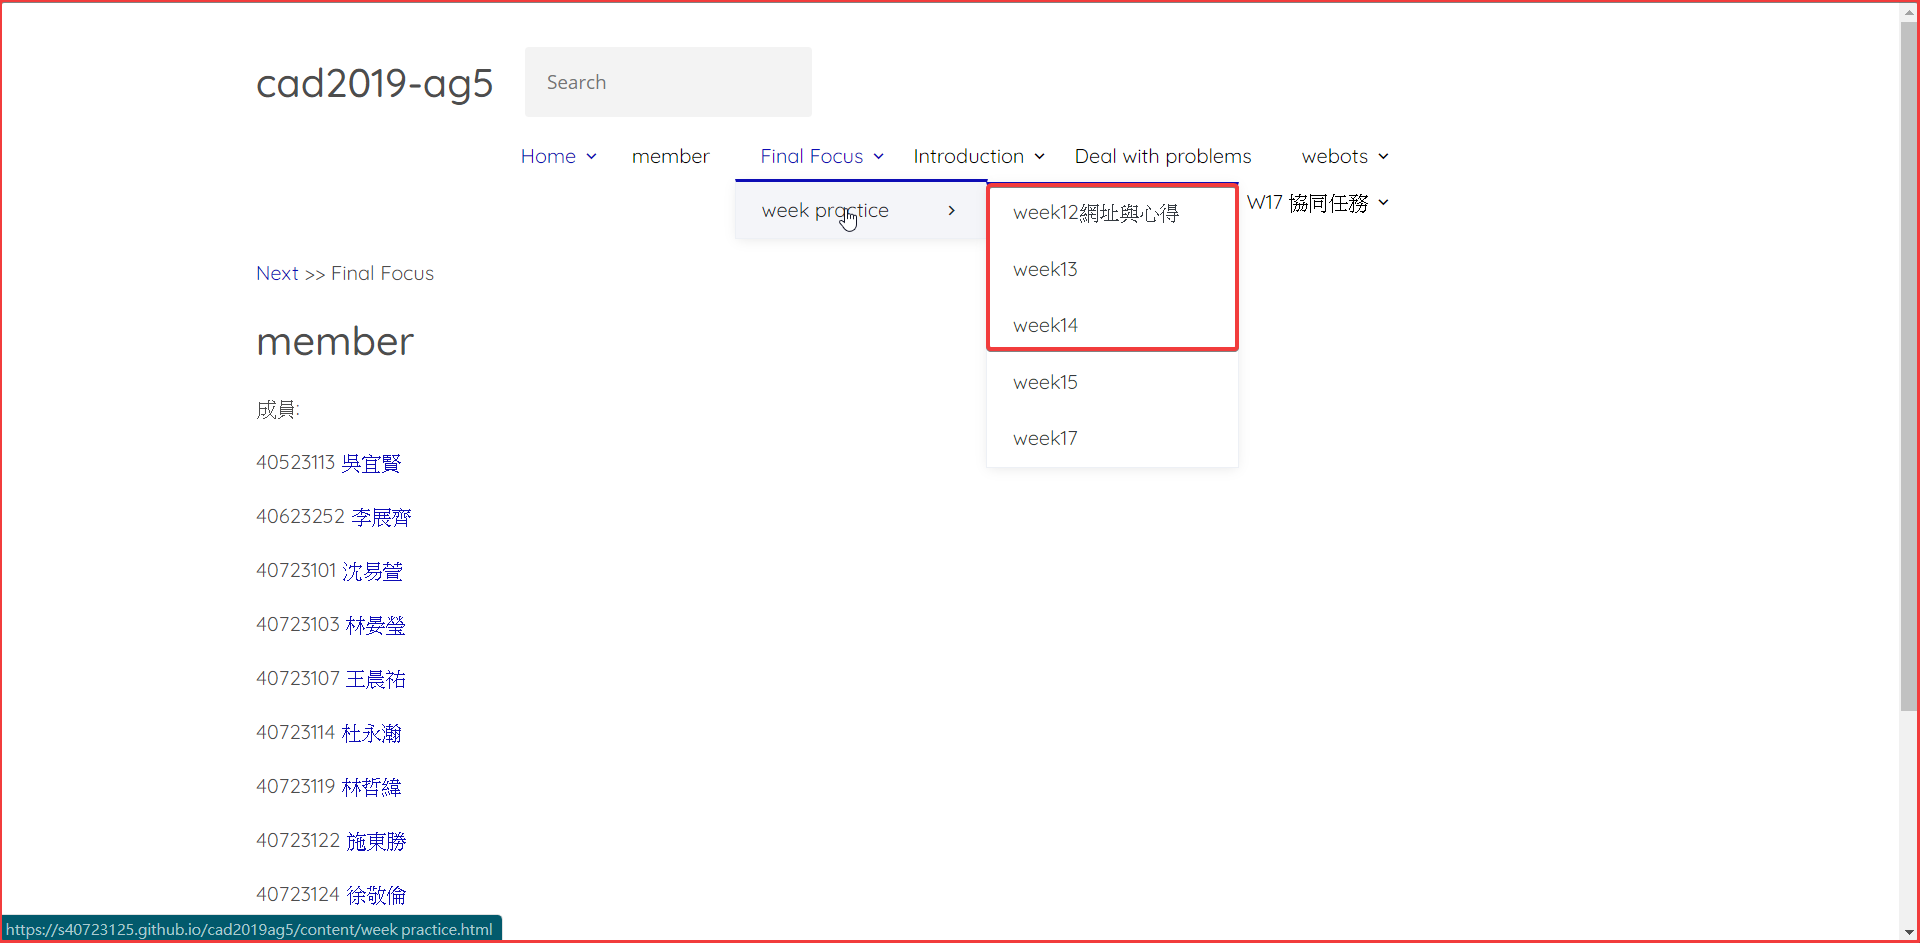 cad2019-ag5
Search
Home
member
Final Focus
Introduction
Deal with problems
webots
W17 協同任務
week practice
week12網址與心得
week13
week14
week15
week17
Next >> Final Focus
member
成員:
40523113 吳宜賢
40623252 李展齊
40723101 沈易萱
40723103 林晏瑩
40723107 王晨祐
40723114 杜永瀚
40723119 林哲緯
40723122 施東勝
40723124 徐敬倫
https://s40723125.github.io/cad2019ag5/content/week practice.html